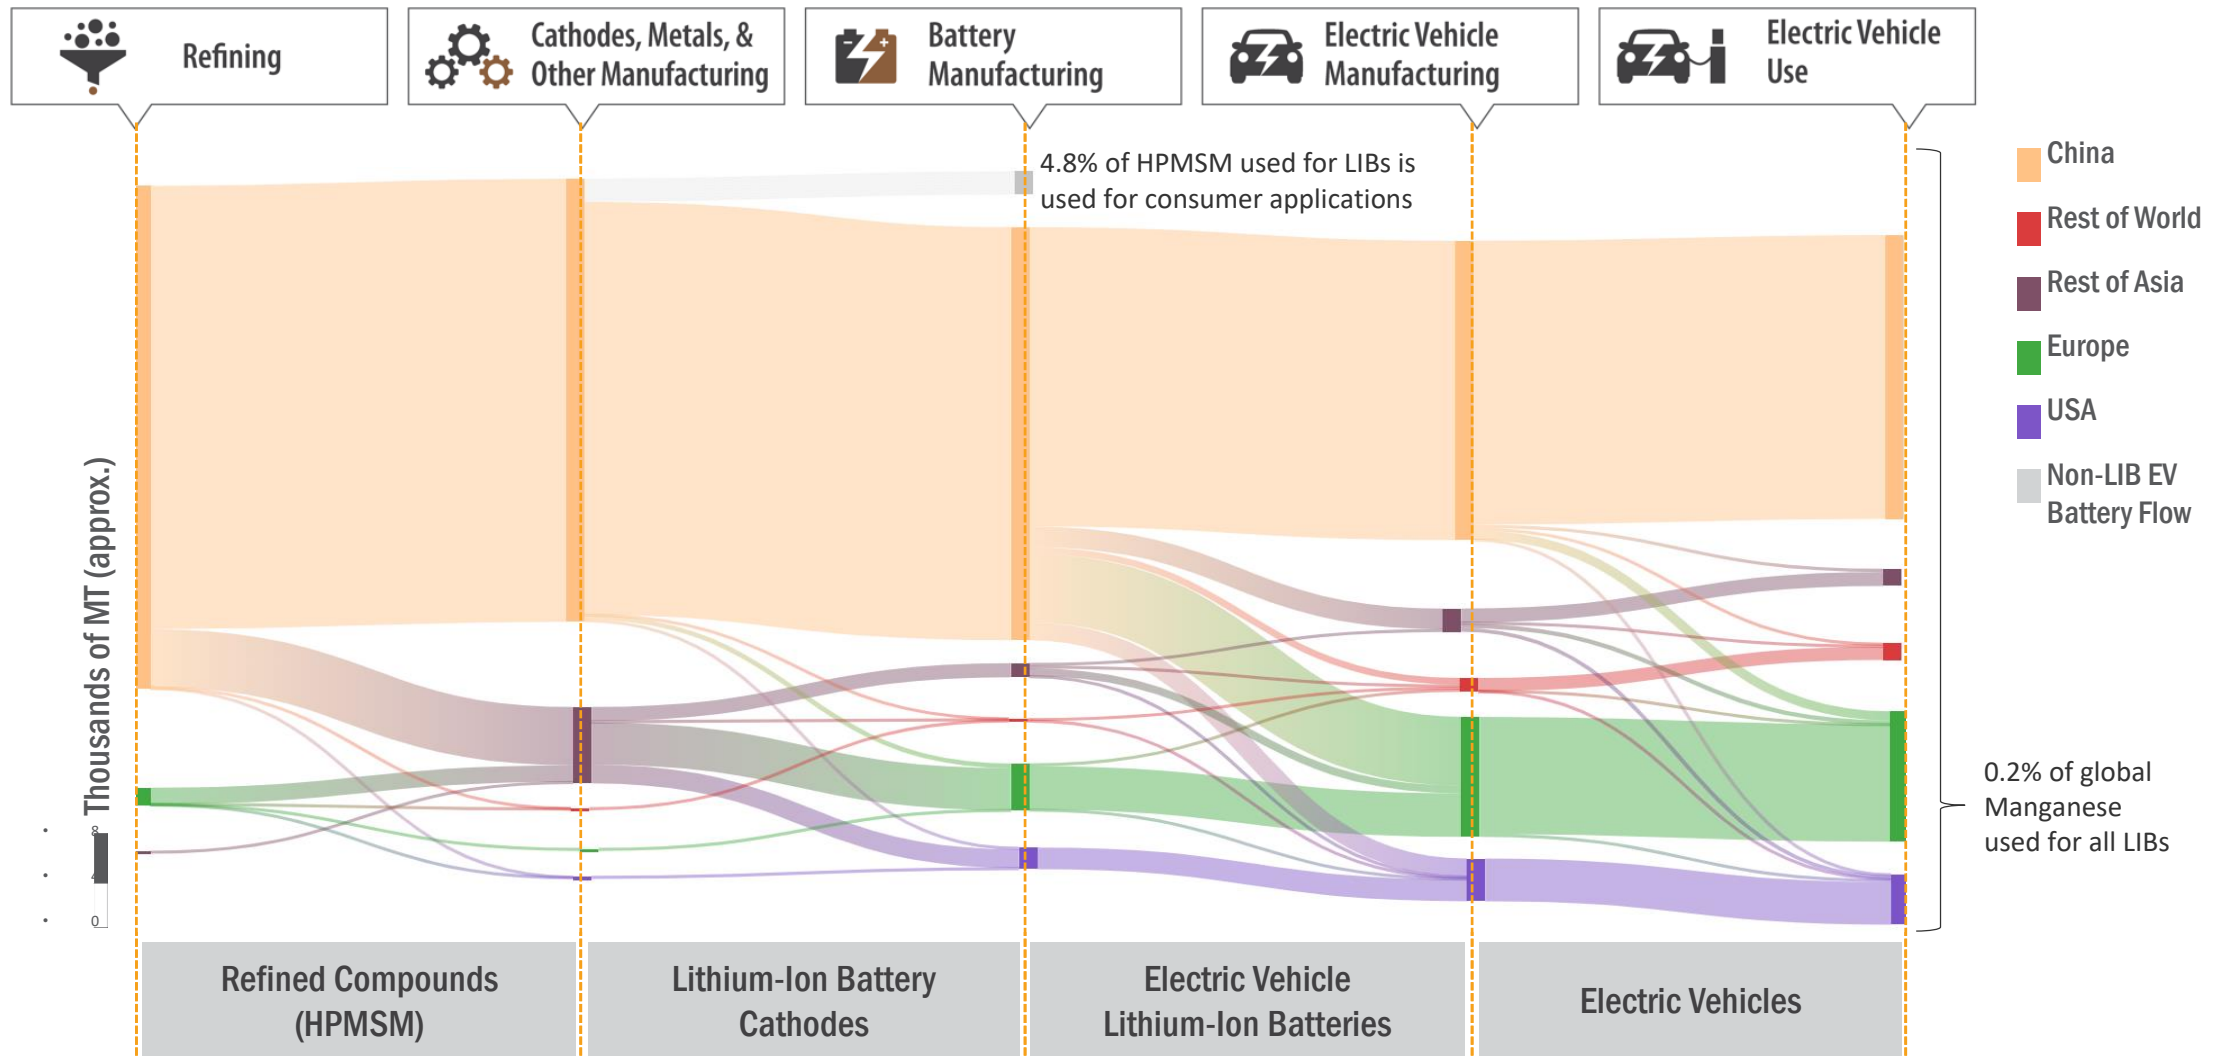 Refining
Cathodes, Metals, &
Other Manufacturing
Battery
Manufacturing
Electric Vehicle
Manufacturing
Electric Vehicle
Use
4.8% of HPMSM used for LIBs is
used for consumer applications
China
Rest of World
Rest of Asia
Europe
USA
Non-LIB EV
Battery Flow
Thousands of MT (approx.)
8
4
0
0.2% of global
Manganese
used for all LIBs
Refined Compounds
(HPMSM)
Lithium-Ion Battery
Cathodes
Electric Vehicle
Lithium-Ion Batteries
Electric Vehicles